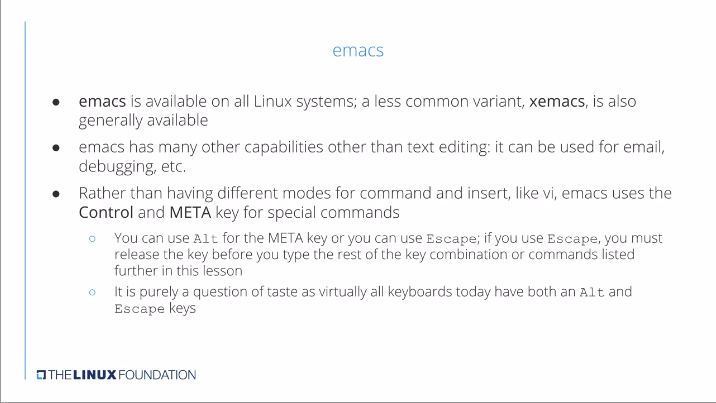 emacs
● emacs is available on all Linux systems; a less common variant, xemacs, is also
generally available
● emacs has many other capabilities other than text editing: it can be used for email,
debugging, etc.
● Rather than having different modes for command and insert, like vi, emacs uses the
Control and META key for special commands
○ You can use Alt for the META key or you can use Escape; if you use Escape, you must
release the key before you type the rest of the key combination or commands listed
further in this lesson
○ It is purely a question of taste as virtually all keyboards today have both an Alt and
Escape keys
THE LINUX FOUNDATION